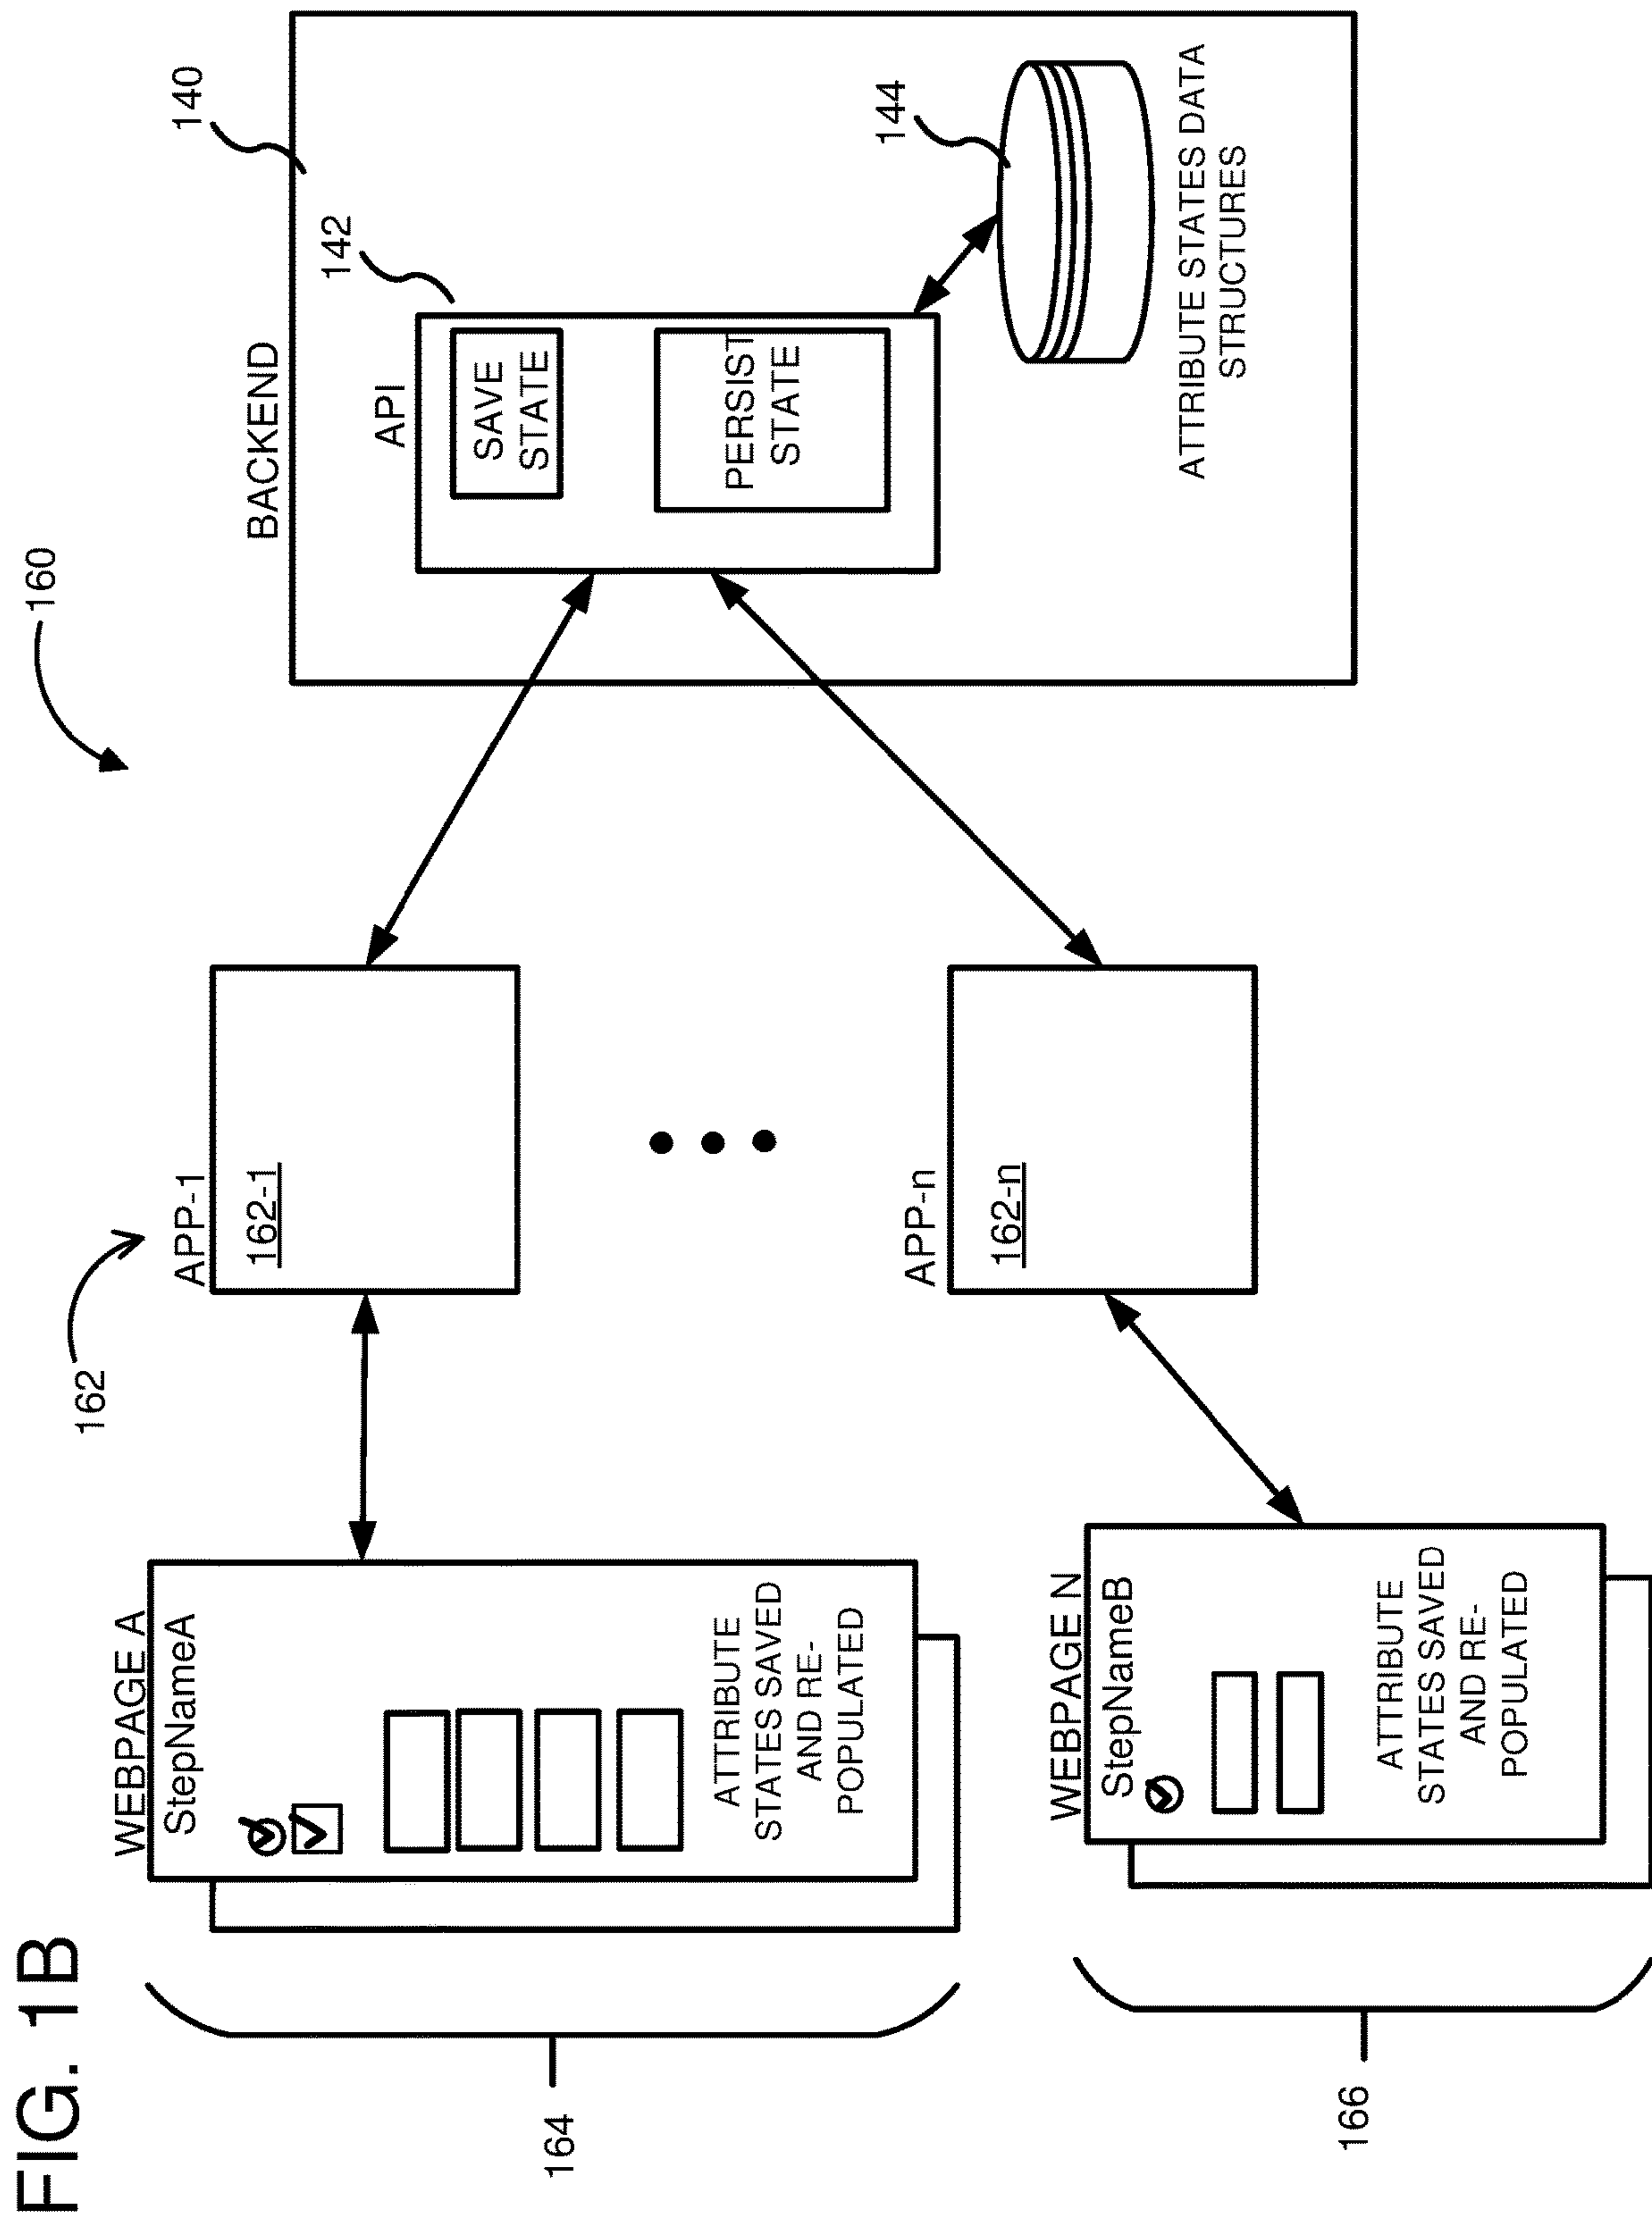 FIG. 1B
160
162
140
BACKEND
142
API
SAVE
STATE
PERSIST
STATE
144
ATTRIBUTE STATES DATA
STRUCTURES
APP-1
162-1
APP-n
162-n
WEBPAGE A
StepNameA
ATTRIBUTE
STATES SAVED
AND RE-
POPULATED
164
WEBPAGE N
StepNameB
ATTRIBUTE
STATES SAVED
AND RE-
POPULATED
166